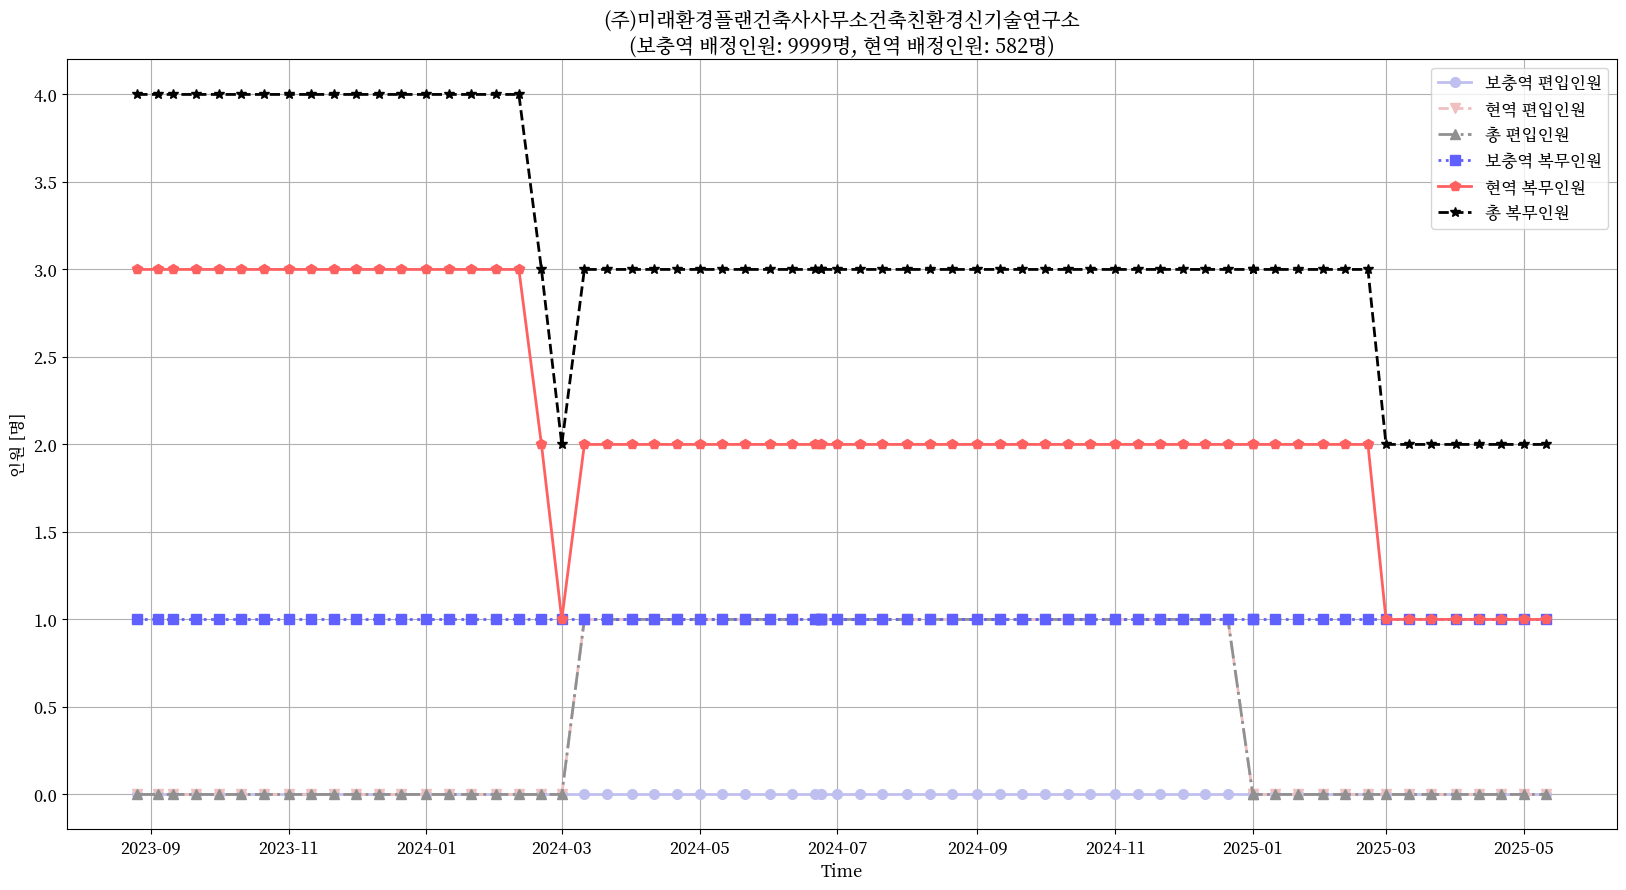 (주)미래환경플랜건축사사무소건축친환경신기술연구소
(보충역 배정인원: 9999명, 현역 배정인원: 582명)
보충역 편입인원
현역 편입인원
총 편입인원
보충역 복무인원
현역 복무인원
총 복무인원
4.0
3.5
3.0
2.5
2.0
1.5
1.0
0.5
0.0
인원 [명]
2023-09 2023-11 2024-01 2024-03 2024-05 2024-07 2024-09 2024-11 2025-01 2025-03 2025-05
Time